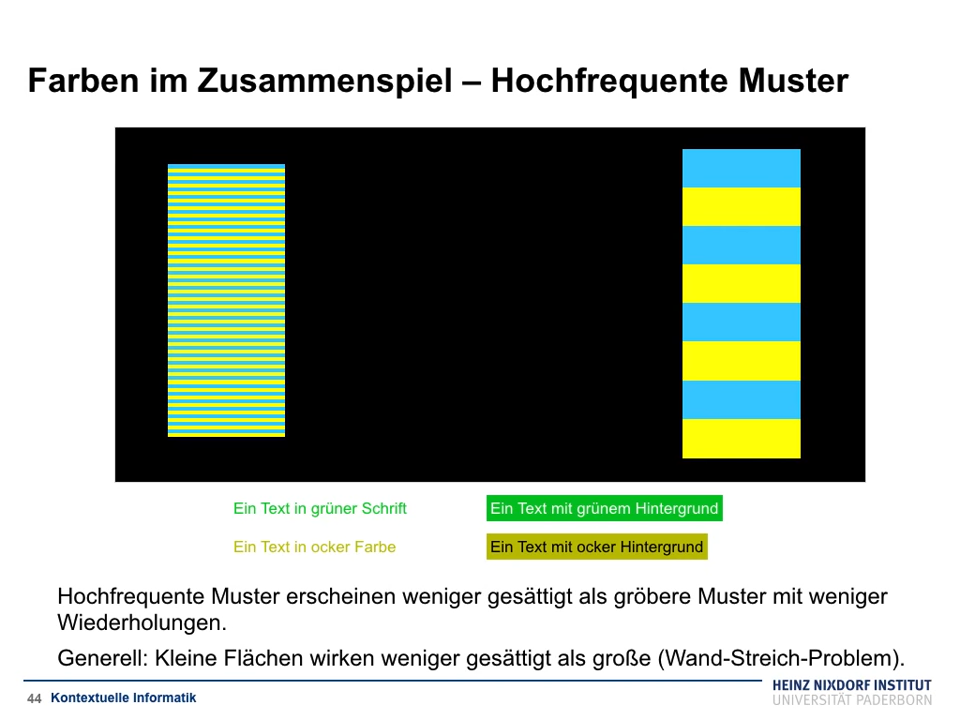 Farben im Zusammenspiel – Hochfrequente Muster
Ein Text in grüner Schrift
Ein Text mit grünem Hintergrund
Ein Text in ocker Farbe
Ein Text mit ocker Hintergrund
Hochfrequente Muster erscheinen weniger gesättigt als gröbere Muster mit weniger
Wiederholungen.
Generell: Kleine Flächen wirken weniger gesättigt als große (Wand-Streich-Problem).
44 Kontextuelle Informatik
HEINZ NIXDORF INSTITUT
UNIVERSITÄT PADERBORN